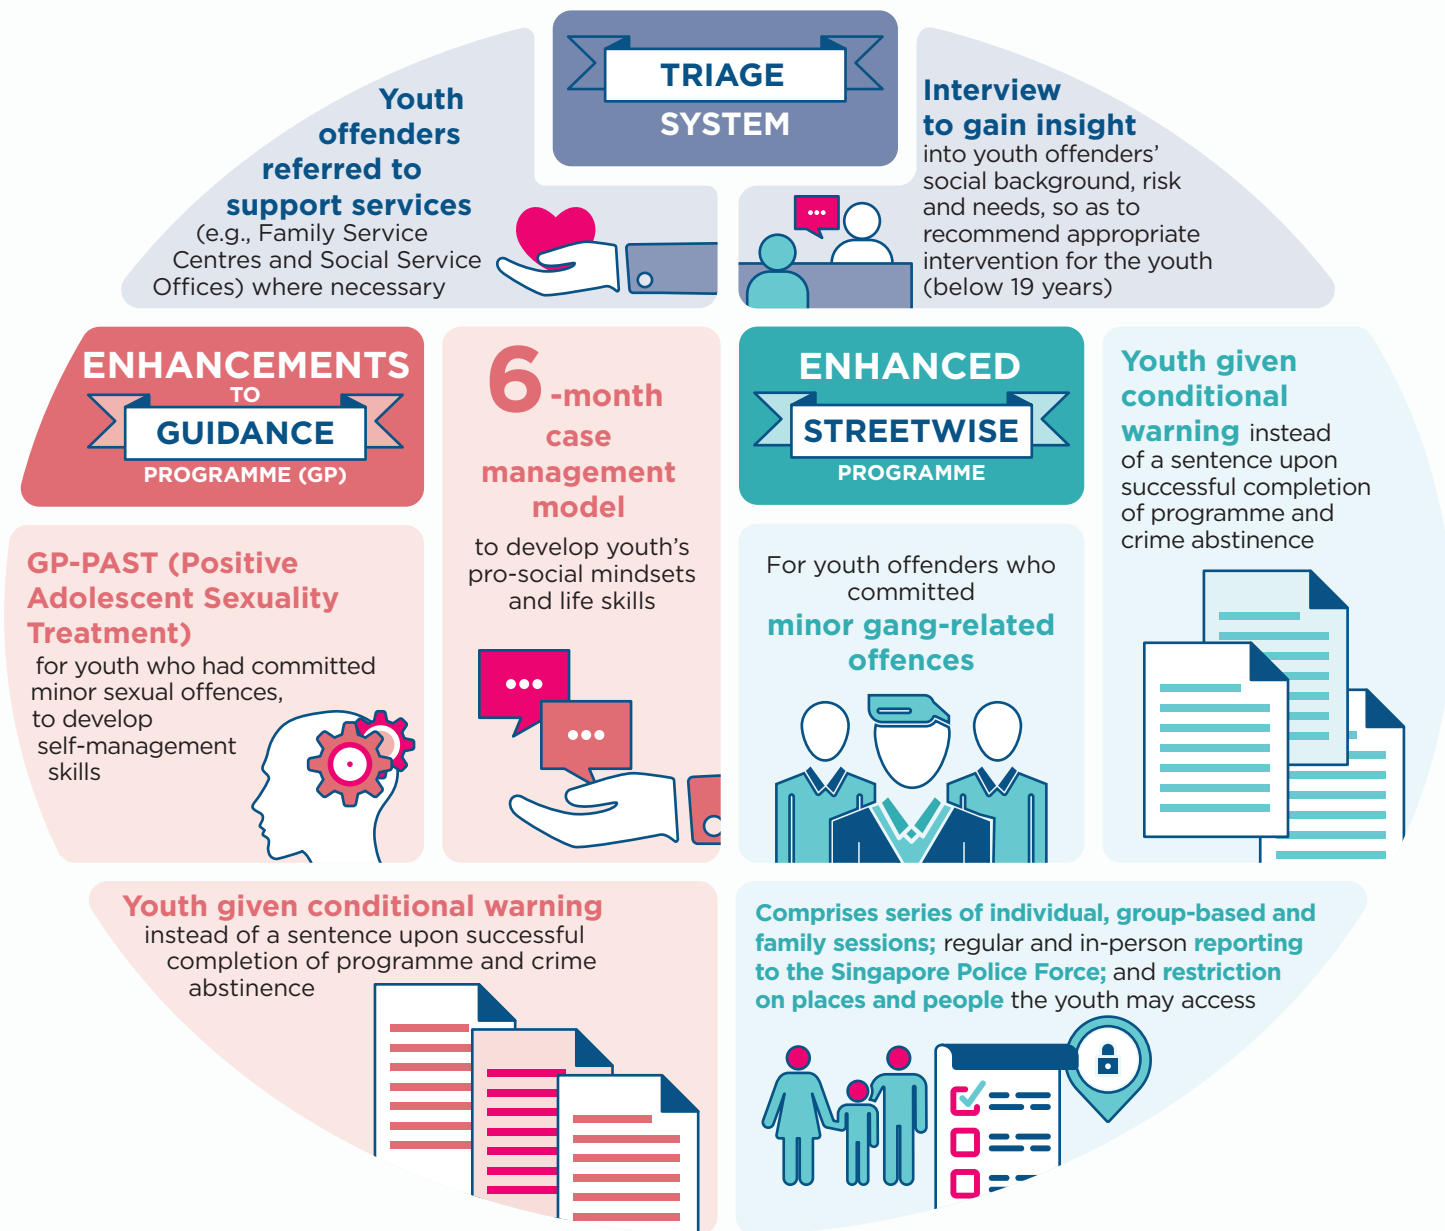 TRIAGE
SYSTEM
Youth
offenders
referred to
support services
(e.g., Family Service
Centres and Social Service
Offices) where necessary
Interview
to gain insight
into youth offenders’
social background, risk
and needs, so as to
recommend appropriate
intervention for the youth
(below 19 years)
ENHANCEMENTS
TO
GUIDANCE
PROGRAMME (GP)
6-month
case
management
model
to develop youth’s
pro-social mindsets
and life skills
GP-PAST (Positive
Adolescent Sexuality
Treatment)
for youth who had committed
minor sexual offences,
to develop
self-management
skills
Youth given conditional warning
instead of a sentence upon successful
completion of programme and crime
abstinence
ENHANCED
STREETWISE
PROGRAMME
For youth offenders who
committed
minor gang-related
offences
Youth given
conditional
warning instead
of a sentence upon
successful completion
of programme and
crime abstinence
Comprises series of individual, group-based and
family sessions; regular and in-person reporting
to the Singapore Police Force; and restriction
on places and people the youth may access